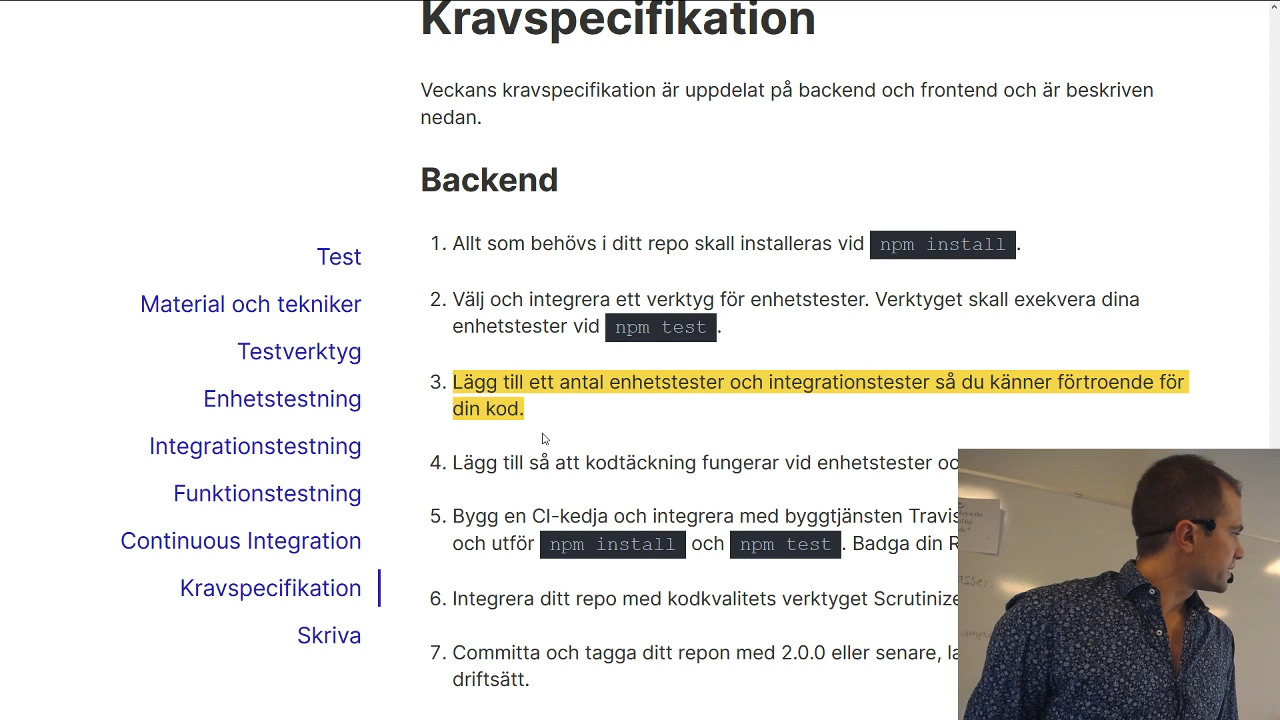 Kravspecifikation
Veckans kravspecifikation är uppdelat på backend och frontend och är beskriven
nedan.
Backend
1. Allt som behövs i ditt repo skall installeras vid npm install.
2. Välj och integrera ett verktyg för enhetstester. Verktyget skall exekvera dina
enhetstester vid npm test.
3. Lägg till ett antal enhetstester och integrationstester så du känner förtroende för
din kod.
4. Lägg till så att kodtäckning fungerar vid enhetstester
5. Bygg en CI-kedja och integrera med byggtjänsten Travis
och utför npm install och npm test. Badga din
6. Integrera ditt repo med kodkvalitets verktyget
7. Committa och tagga ditt repon med 2.0.0 eller senare,
driftsätt.
Test
Material och tekniker
Testverktyg
Enhetstestning
Integrationstestning
Funktionstestning
Continuous Integration
Kravspecifikation
Skriva